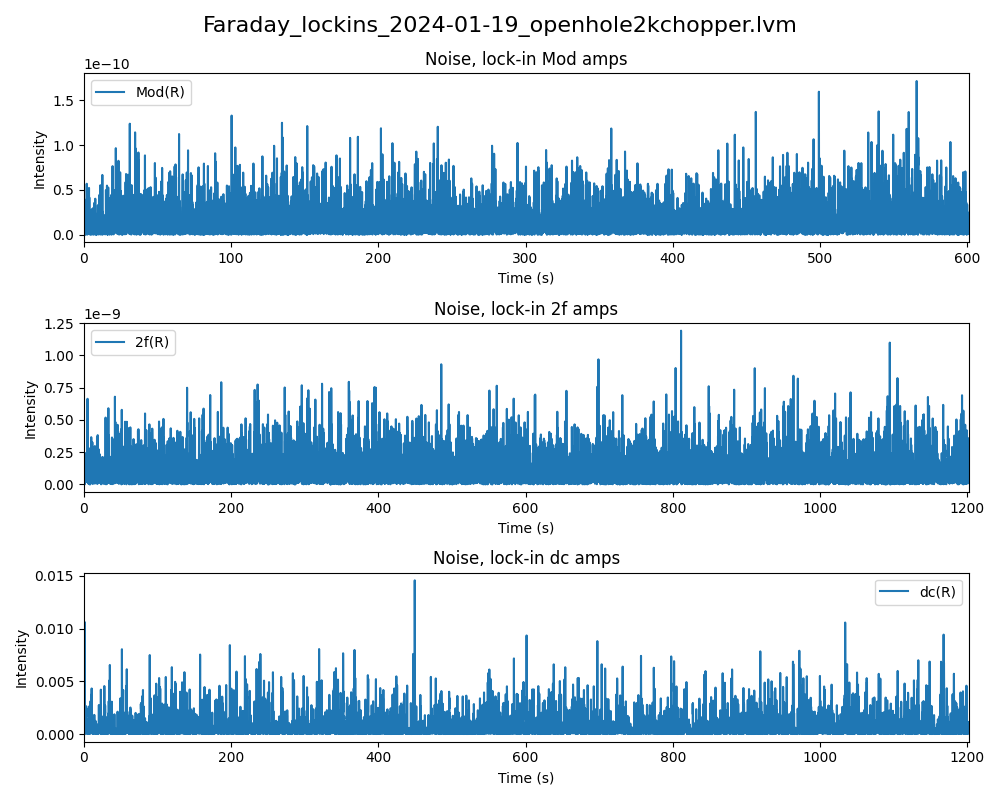 Faraday_lockins_2024-01-19_openhole2kchopper.lvm
Noise, lock-in Mod amps
1e−10
Mod(R)
1.5
1.0
0.5
0.0
Intensity
0 100 200 300 400 500 600
Time (s)
Noise, lock-in 2f amps
1e−9
2f(R)
1.25
1.00
0.75
0.50
0.25
0.00
Intensity
0 200 400 600 800 1000 1200
Time (s)
Noise, lock-in dc amps
dc(R)
0.015
0.010
0.005
0.000
Intensity
0 200 400 600 800 1000 1200
Time (s)